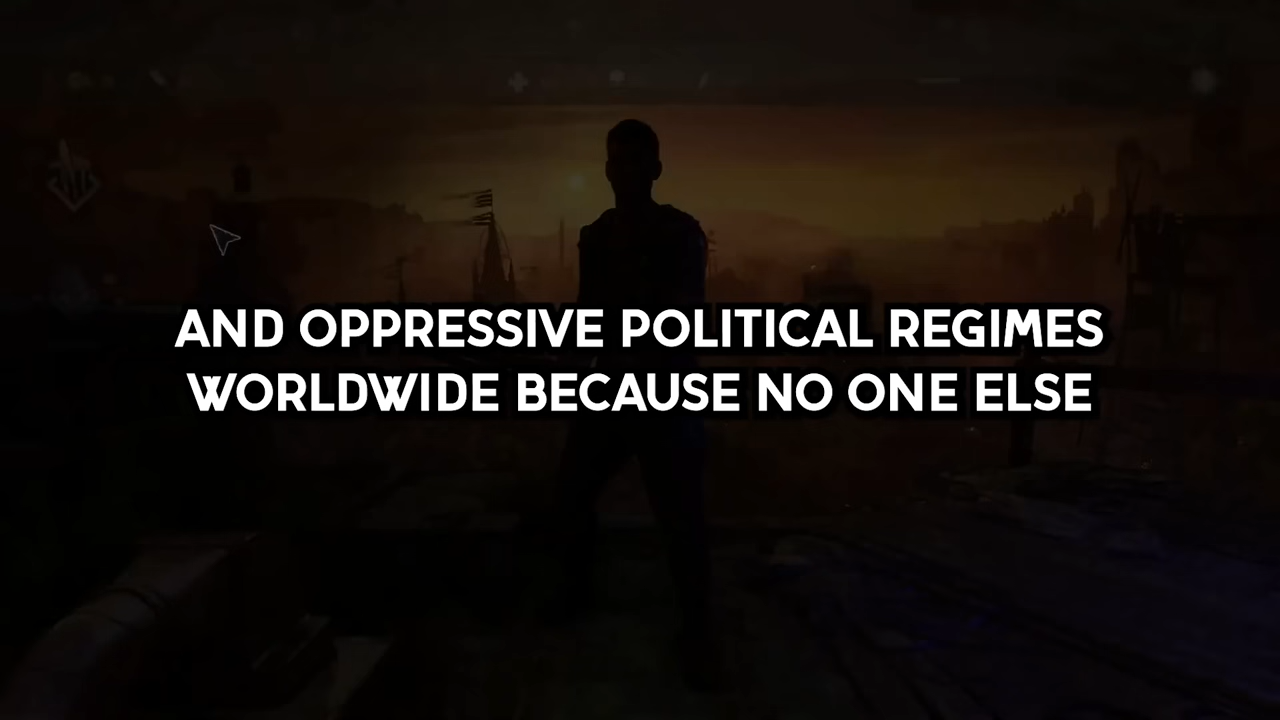 AND OPPRESSIVE POLITICAL REGIMES
WORLDWIDE BECAUSE NO ONE ELSE